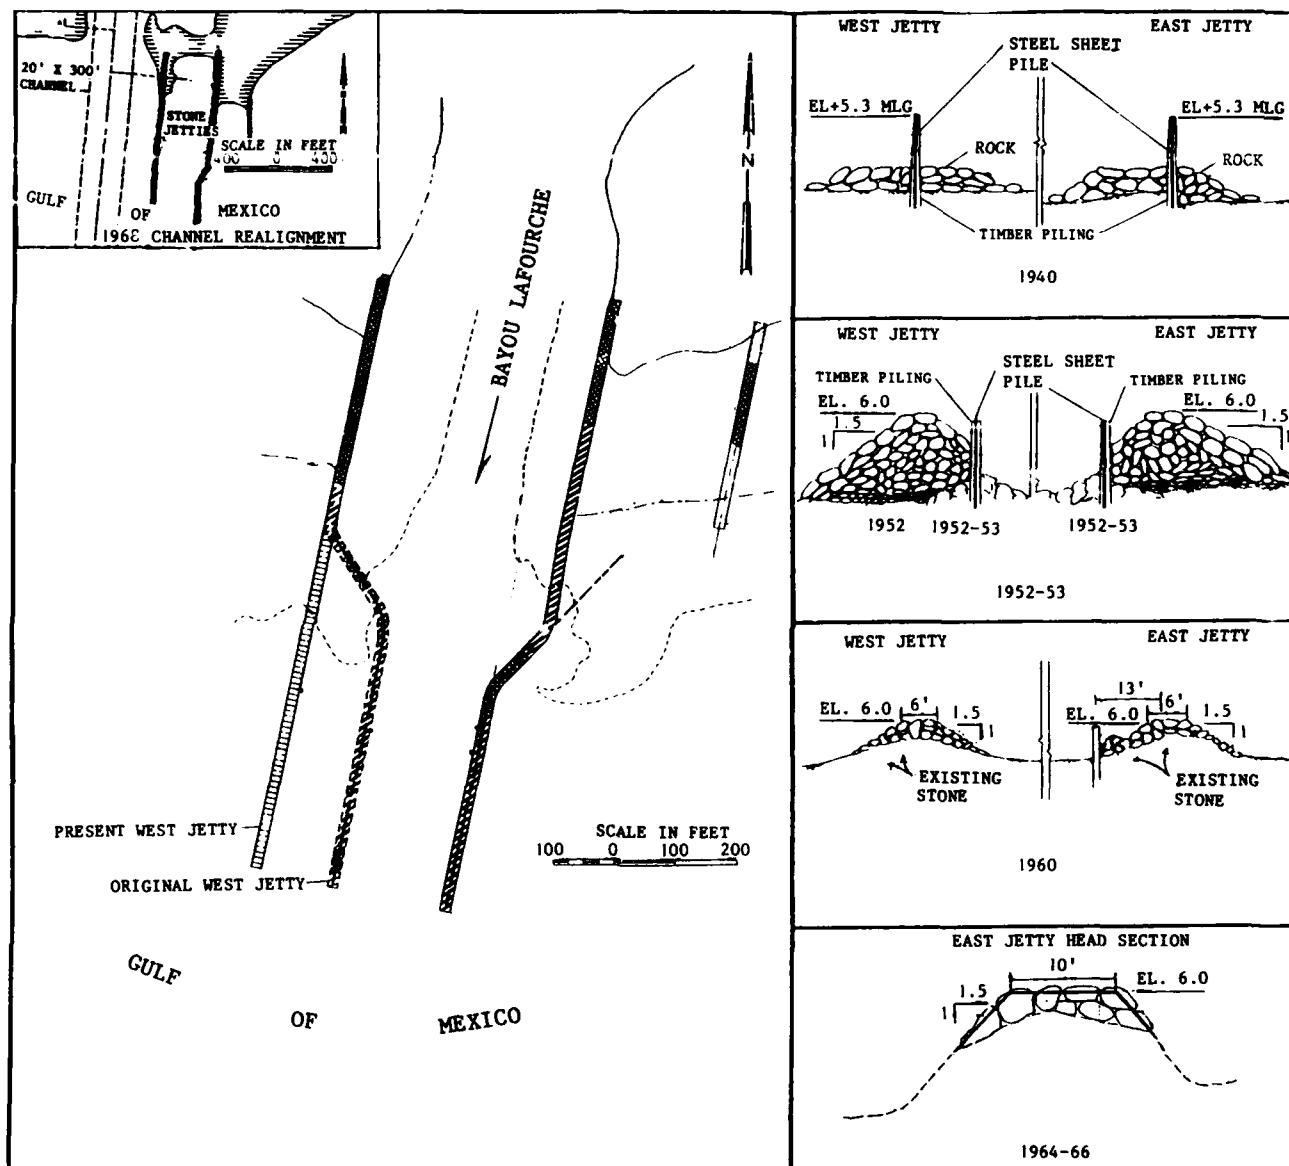 20' X 300'
CHANNEL
STONE
JETTIES
SCALE IN FEET
400 0 400
GULF
OF
MEXICO
1968 CHANNEL REALIGNMENT
N
BAYOU LAFOURCHE
PRESENT WEST JETTY
ORIGINAL WEST JETTY
SCALE IN FEET
100 0 100 200
GULF
OF
MEXICO
WEST JETTY EAST JETTY
STEEL SHEET
PILE
EL+5.3 MLG EL+5.3 MLG
ROCK ROCK
TIMBER PILING
1940
WEST JETTY EAST JETTY
STEEL SHEET
PILE
TIMBER PILING TIMBER PILING
EL. 6.0 EL. 6.0
1.5 1.5
1 1
1952 1952-53 1952-53
1952-53
WEST JETTY EAST JETTY
13'
6' 6'
EL. 6.0 EL. 6.0
1.5 1.5
1 1
EXISTING
STONE
EXISTING
STONE
1960
EAST JETTY HEAD SECTION
10'
1.5
1
EL. 6.0
1964-66